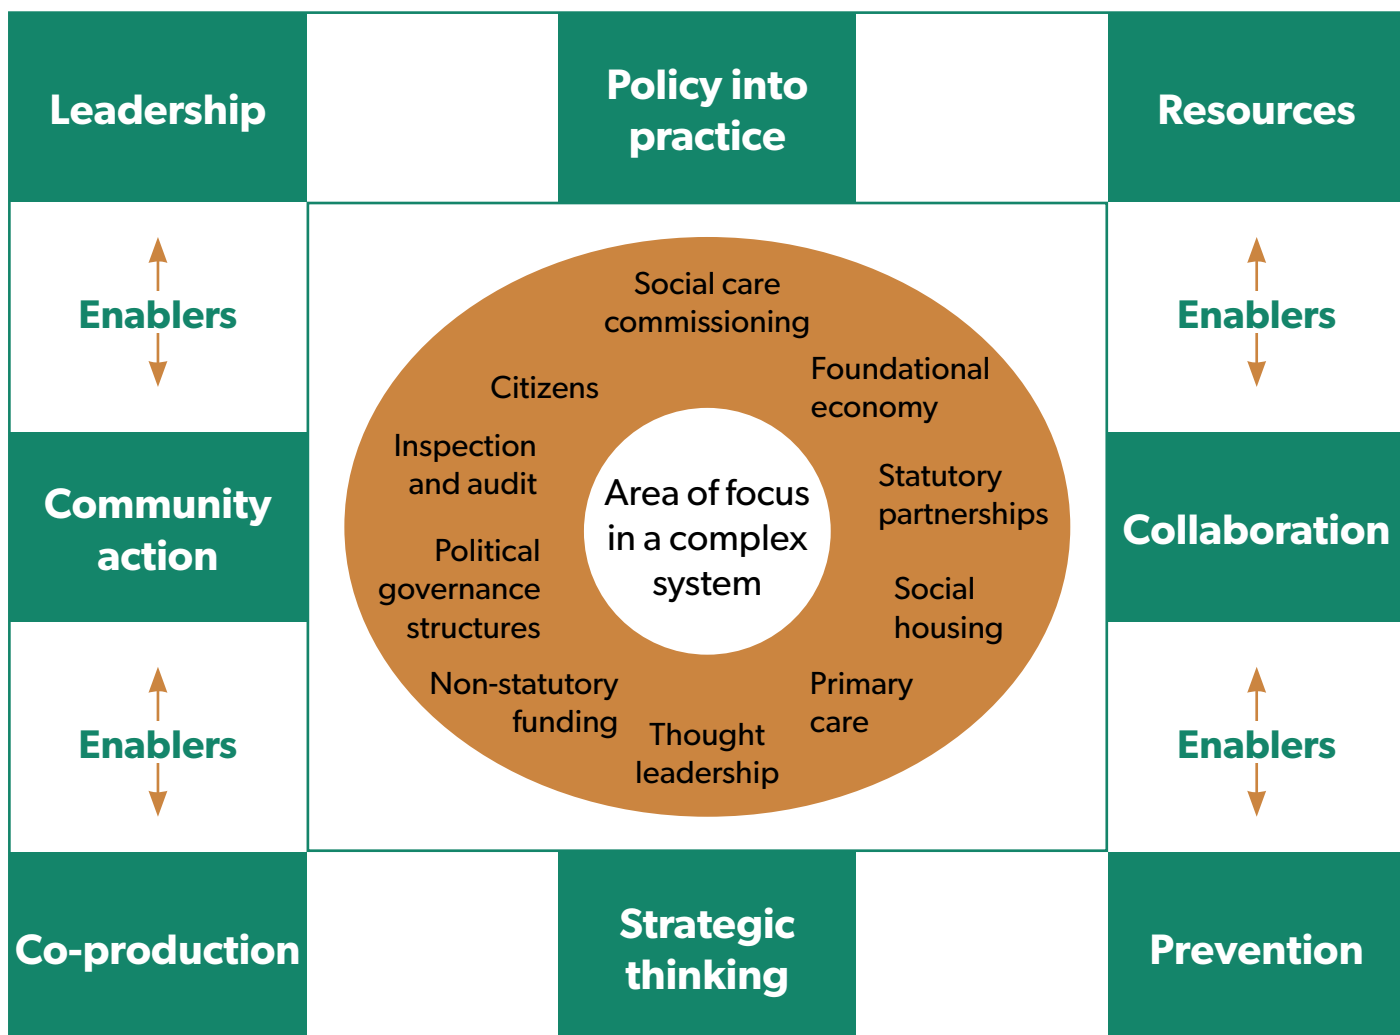 Leadership
Policy into
practice
Resources
Enablers
Enablers
Social care
commissioning
Citizens
Foundational
economy
Inspection
and audit
Statutory
partnerships
Area of focus
in a complex
system
Community
action
Collaboration
Political
governance
structures
Social
housing
Non-statutory
funding
Primary
care
Thought
leadership
Enablers
Enablers
Co-production
Strategic
thinking
Prevention